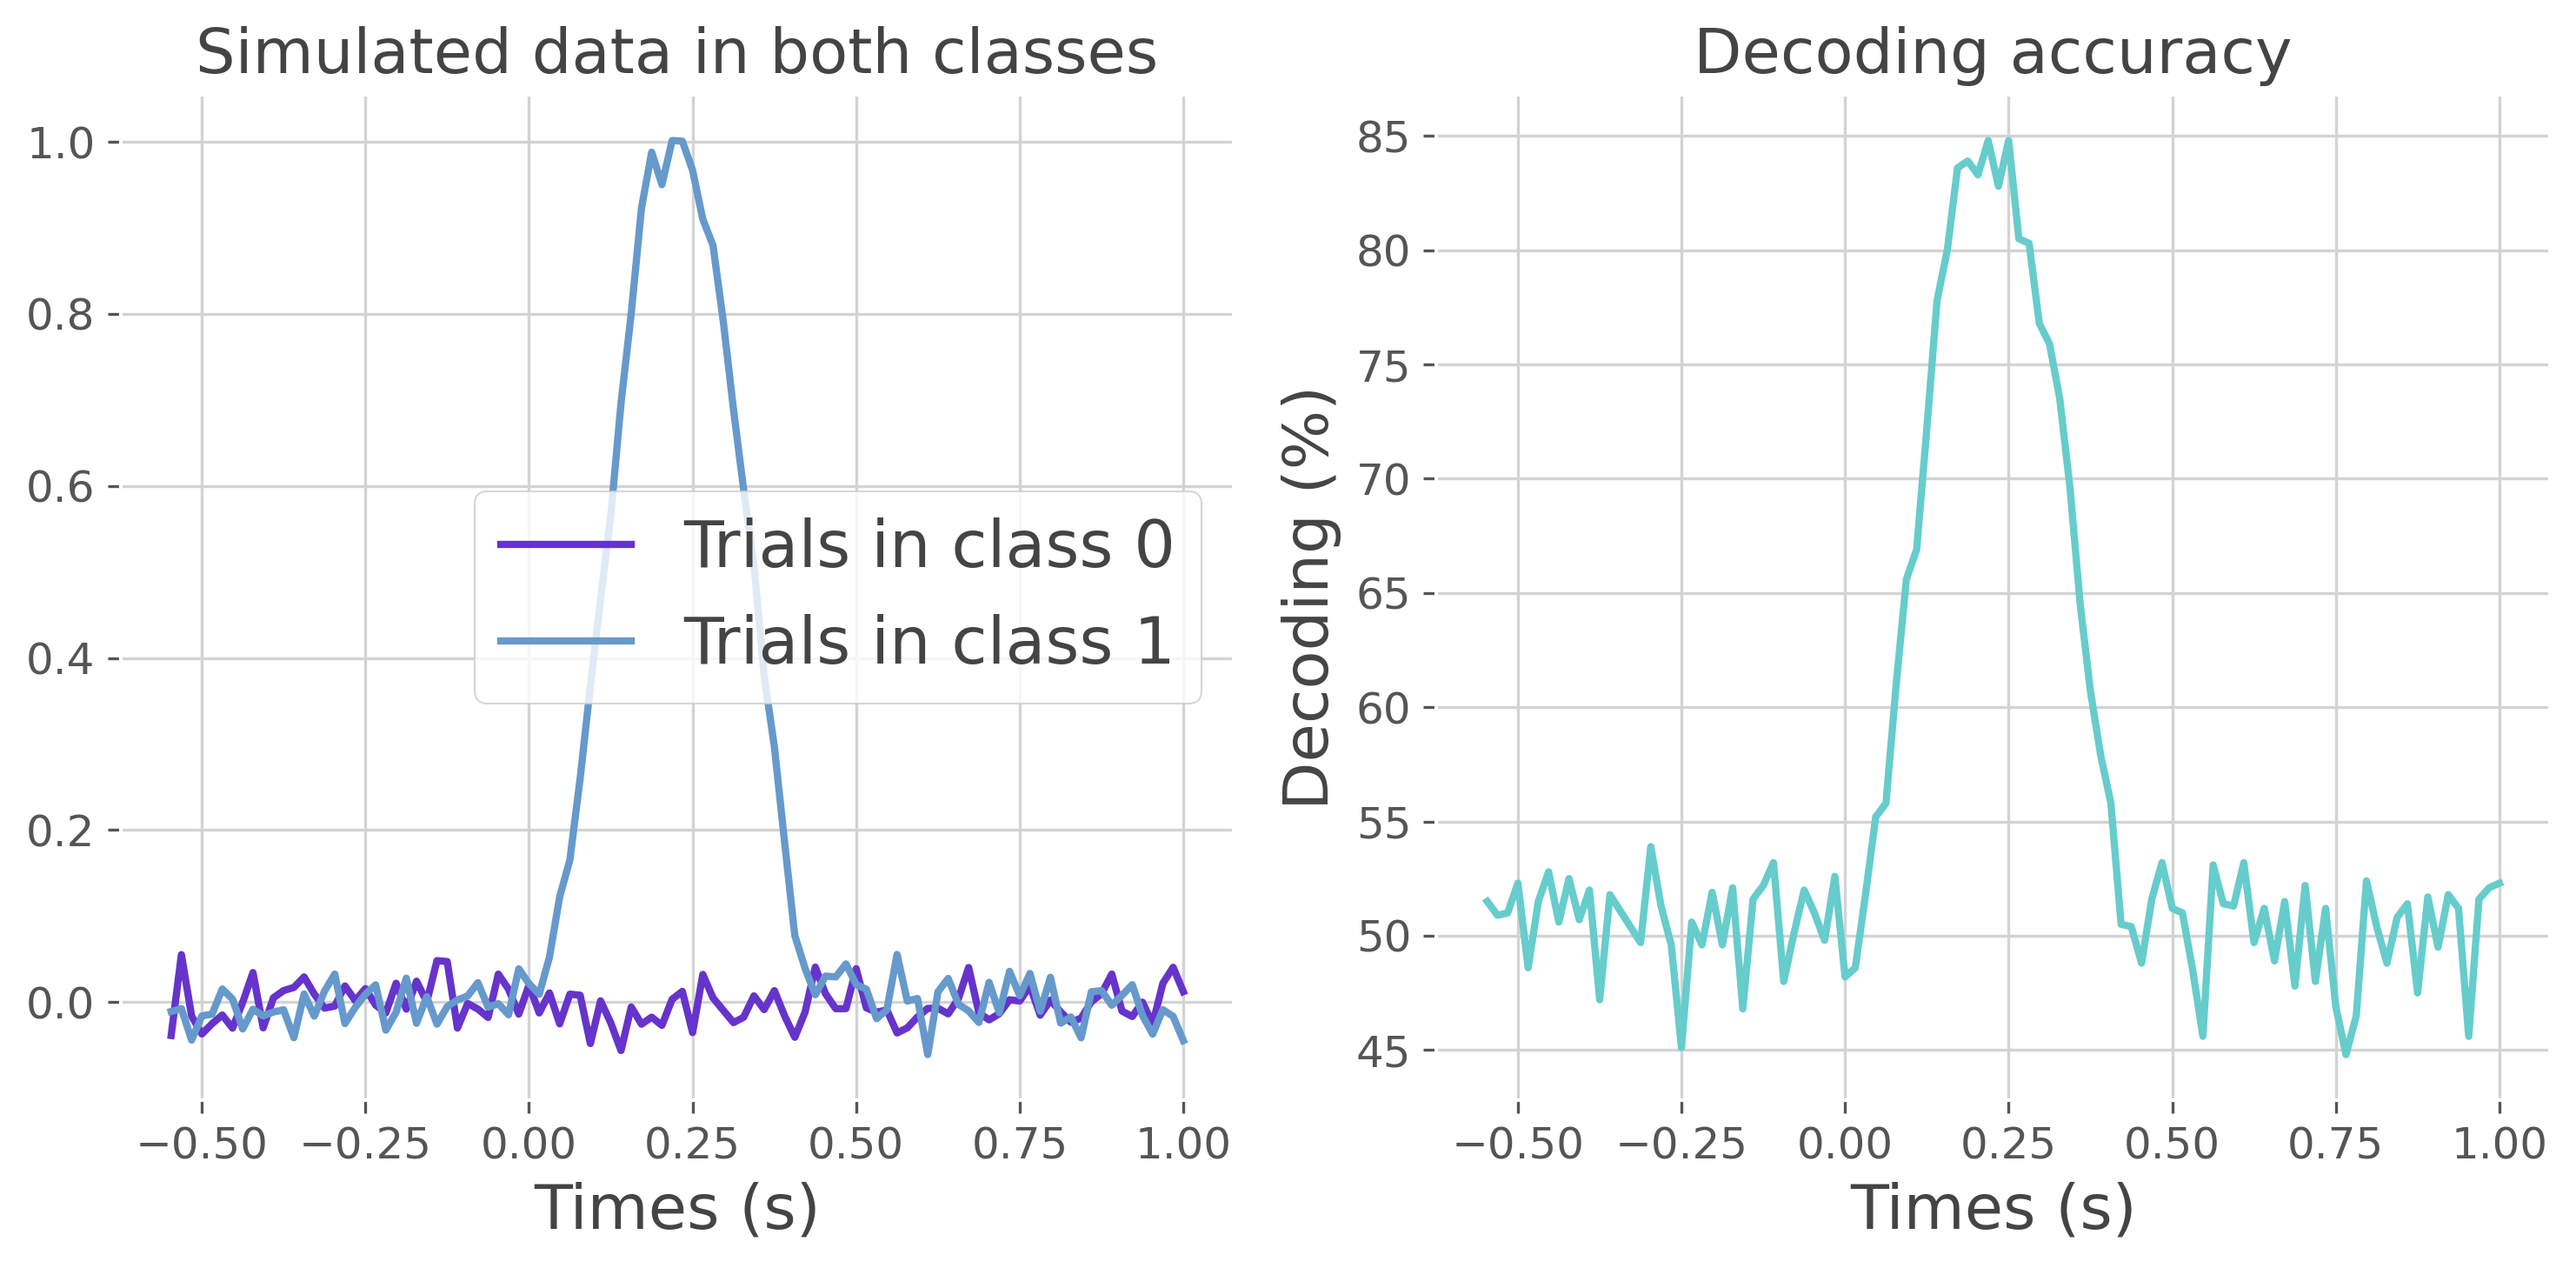 Simulated data in both classes
1.0
0.8
0.6
0.4
0.2
0.0
Trials in class 0
Trials in class 1
−0.50 −0.25 0.00 0.25 0.50 0.75 1.00
Times (s)
Decoding accuracy
Decoding (%)
85
80
75
70
65
60
55
50
45
−0.50 −0.25 0.00 0.25 0.50 0.75 1.00
Times (s)